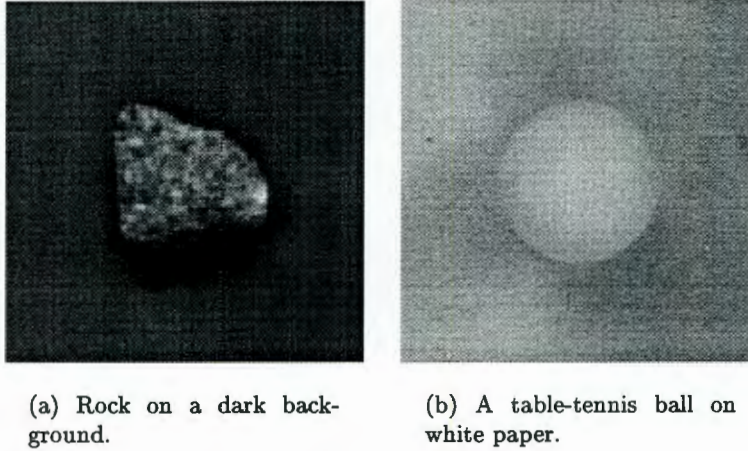 (a) Rock on a dark back-
ground.
(b) A table-tennis ball on
white paper.